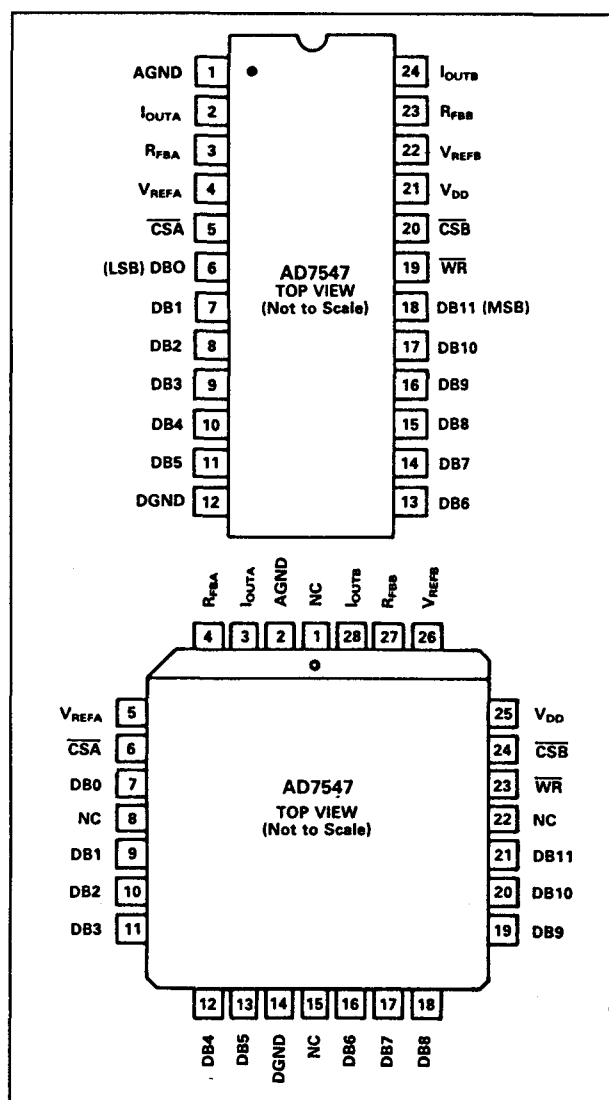 AGND 1 24 IOUTB
IOUTA 2 23 RFBB
RFBA 3 22 VREFB
VREFA 4 21 VDD
CSA 5 20 CSB
(LSB) DBO 6 19 WR
DB1 7 18 DB11 (MSB)
DB2 8 17 DB10
DB3 9 16 DB9
DB4 10 15 DB8
DB5 11 14 DB7
DGND 12 13 DB6
AD7547
TOP VIEW
(Not to Scale)
RFBA IOUTA AGND NC IOUTB RFBB VREFB
4 3 2 1 28 27 26
VREFA 5 25 VDD
CSA 6 24 CSB
DB0 7 23 WR
NC 8 22 NC
DB1 9 21 DB11
DB2 10 20 DB10
DB3 11 19 DB9
AD7547
TOP VIEW
(Not to Scale)
12 13 14 15 16 17 18
DB4 DB5 DGND NC DB6 DB7 DB8